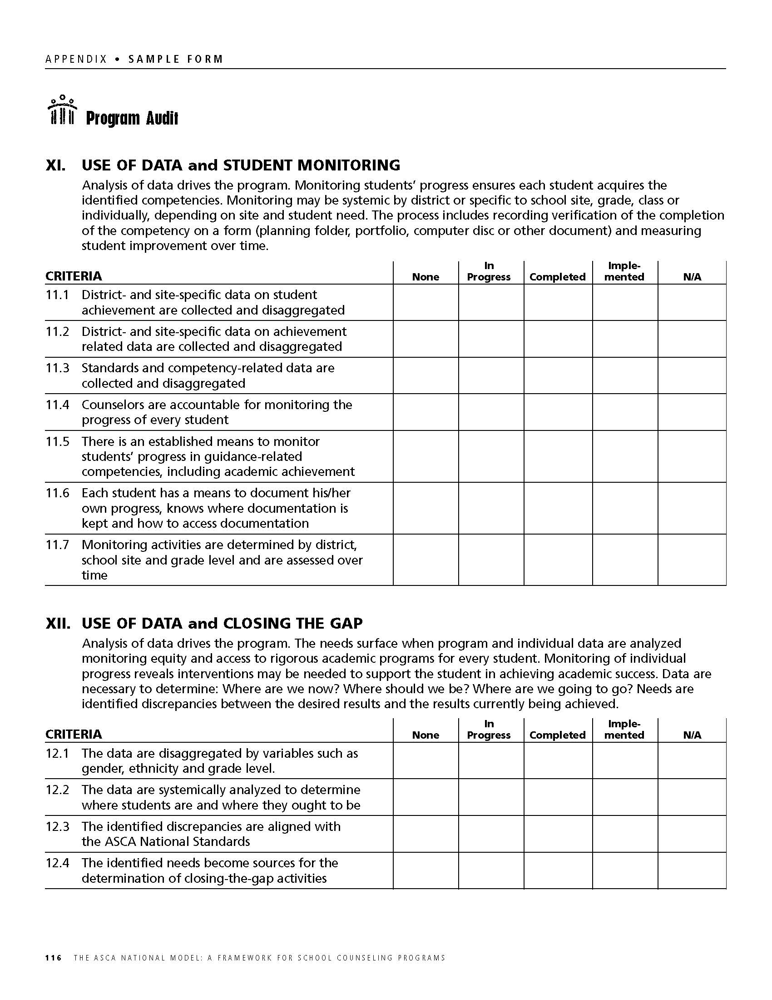 APPENDIX • SAMPLE FORM
Program Audit
XI. USE OF DATA and STUDENT MONITORING
Analysis of data drives the program. Monitoring students’ progress ensures each student acquires the
identified competencies. Monitoring may be systemic by district or specific to school site, grade, class or
individually, depending on site and student need. The process includes recording verification of the completion
of the competency on a form (planning folder, portfolio, computer disc or other document) and measuring
student improvement over time.
CRITERIA None In Progress Completed Imple-mented N/A
11.1 District- and site-specific data on student
achievement are collected and disaggregated
11.2 District- and site-specific data on achievement
related data are collected and disaggregated
11.3 Standards and competency-related data are
collected and disaggregated
11.4 Counselors are accountable for monitoring the
progress of every student
11.5 There is an established means to monitor
students’ progress in guidance-related
competencies, including academic achievement
11.6 Each student has a means to document his/her
own progress, knows where documentation is
kept and how to access documentation
11.7 Monitoring activities are determined by district,
school site and grade level and are assessed over
time
XII. USE OF DATA and CLOSING THE GAP
Analysis of data drives the program. The needs surface when program and individual data are analyzed
monitoring equity and access to rigorous academic programs for every student. Monitoring of individual
progress reveals interventions may be needed to support the student in achieving academic success. Data are
necessary to determine: Where are we now? Where should we be? Where are we going to go? Needs are
identified discrepancies between the desired results and the results currently being achieved.
CRITERIA None In Progress Completed Imple-mented N/A
12.1 The data are disaggregated by variables such as
gender, ethnicity and grade level.
12.2 The data are systemically analyzed to determine
where students are and where they ought to be
12.3 The identified discrepancies are aligned with
the ASCA National Standards
12.4 The identified needs become sources for the
determination of closing-the-gap activities
116 THE ASCA NATIONAL MODEL: A FRAMEWORK FOR SCHOOL COUNSELING PROGRAMS